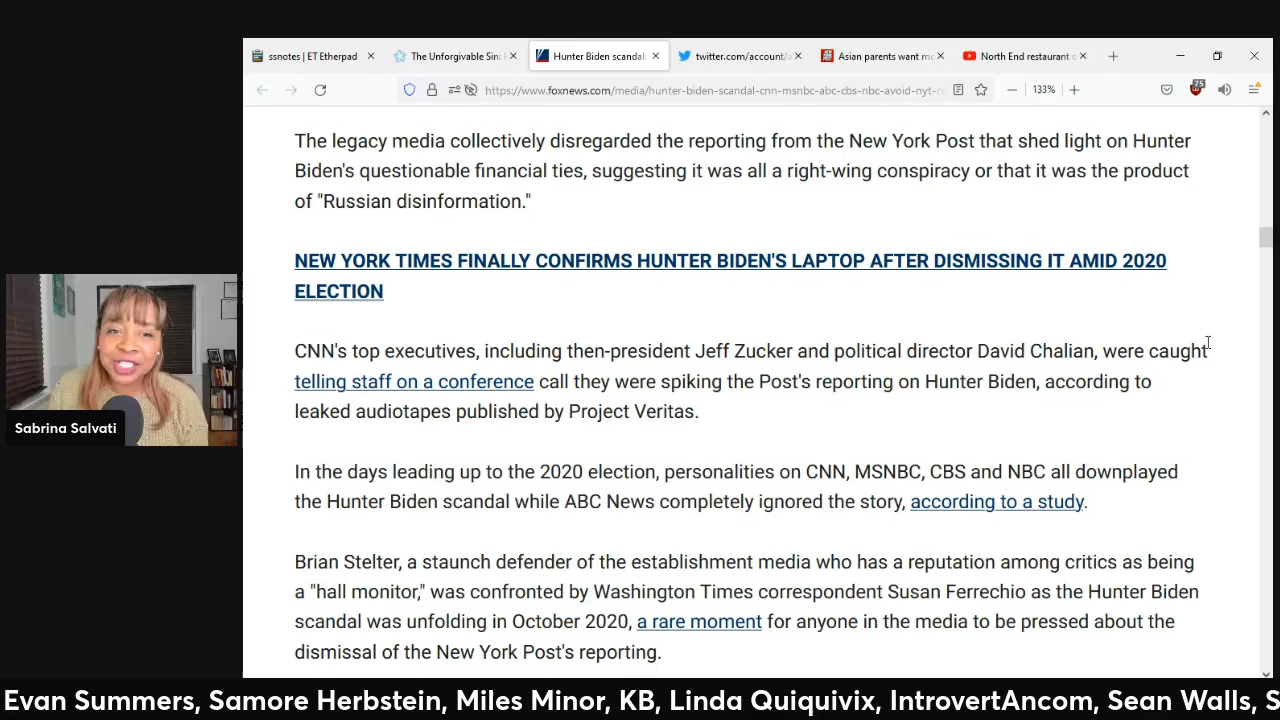 ssnotes | ET Etherpad
The Unforgivable Sin:
Hunter Biden scandal
twitter.com/account/a
Asian parents want mo
North End restaurant o
https://www.foxnews.com/media/hunter-biden-scandal-cnn-msnbc-abc-cbs-nbc-avoid-nyt-
133%
75
The legacy media collectively disregarded the reporting from the New York Post that shed light on Hunter
Biden's questionable financial ties, suggesting it was all a right-wing conspiracy or that it was the product
of "Russian disinformation."
NEW YORK TIMES FINALLY CONFIRMS HUNTER BIDEN'S LAPTOP AFTER DISMISSING IT AMID 2020
ELECTION
CNN's top executives, including then-president Jeff Zucker and political director David Chalian, were caught
telling staff on a conference call they were spiking the Post's reporting on Hunter Biden, according to
leaked audiotapes published by Project Veritas.
In the days leading up to the 2020 election, personalities on CNN, MSNBC, CBS and NBC all downplayed
the Hunter Biden scandal while ABC News completely ignored the story, according to a study.
Brian Stelter, a staunch defender of the establishment media who has a reputation among critics as being
a "hall monitor," was confronted by Washington Times correspondent Susan Ferrechio as the Hunter Biden
scandal was unfolding in October 2020, a rare moment for anyone in the media to be pressed about the
dismissal of the New York Post's reporting.
Sabrina Salvati
Evan Summers, Samore Herbstein, Miles Minor, KB, Linda Quiquivix, IntrovertAncom, Sean Walls, S